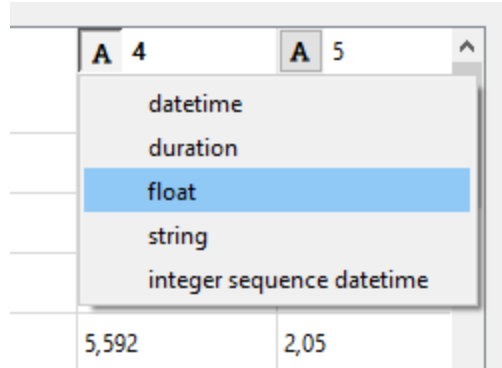 A 4 A 5
datetime
duration
float
string
integer sequence datetime
5,592 2,05